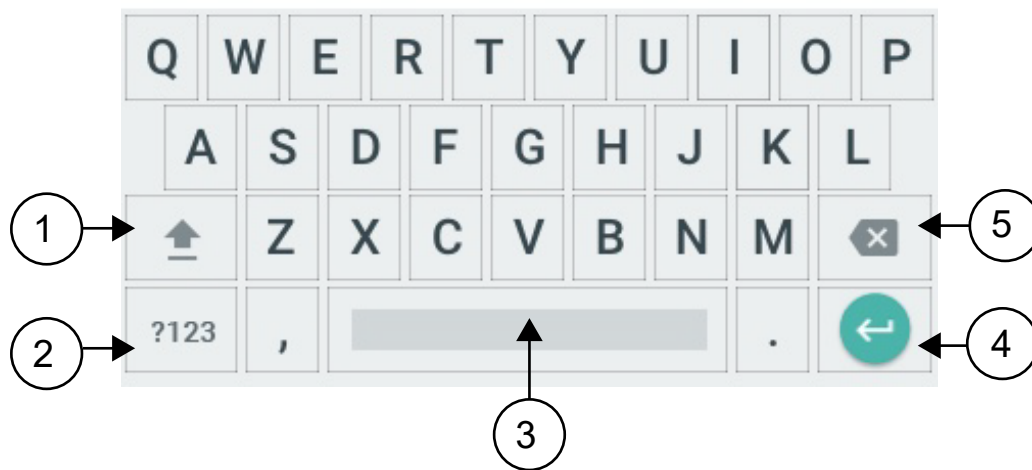 Q W E R T Y U I O P
A S D F G H J K L
1 Z X C V B N M 5
2 ?123 , . 4
3